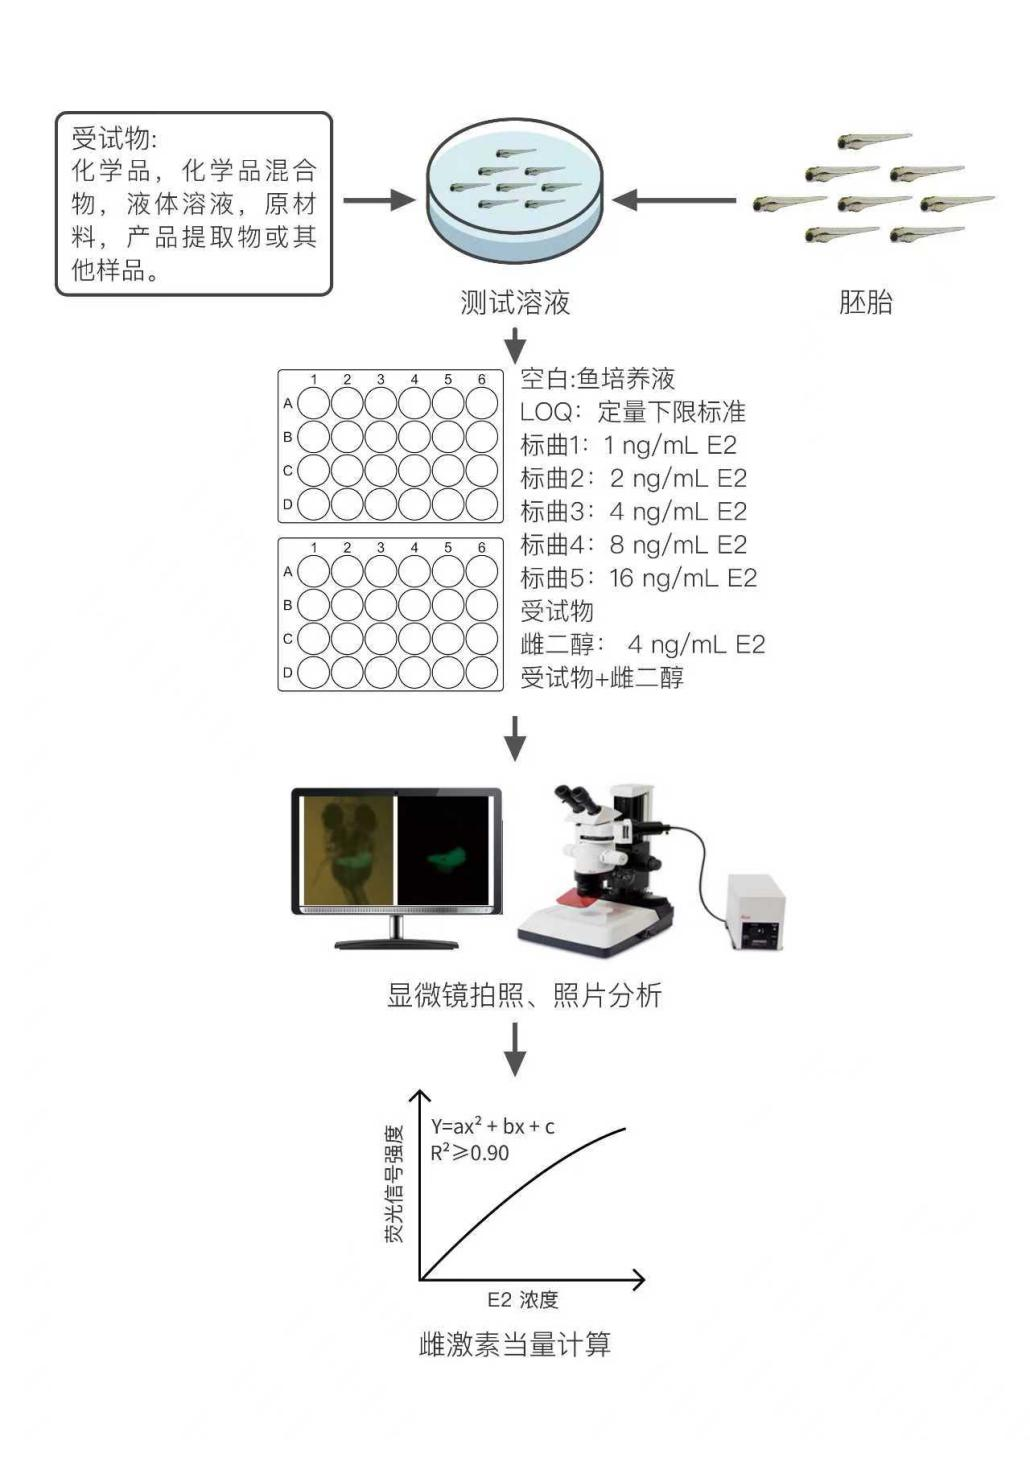 受试物:
化学品，化学品混合
物，液体溶液，原材
料，产品提取物或其
他样品。
测试溶液
胚胎
1 2 3 4 5 6
A
B
C
D
1 2 3 4 5 6
A
B
C
D
空白:鱼培养液
LOQ：定量下限标准
标曲1：1 ng/mL E2
标曲2：2 ng/mL E2
标曲3：4 ng/mL E2
标曲4：8 ng/mL E2
标曲5：16 ng/mL E2
受试物
雌二醇： 4 ng/mL E2
受试物+雌二醇
显微镜拍照、照片分析
Y=ax² + bx + c
R²≥0.90
荧光信号强度
E2 浓度
雌激素当量计算